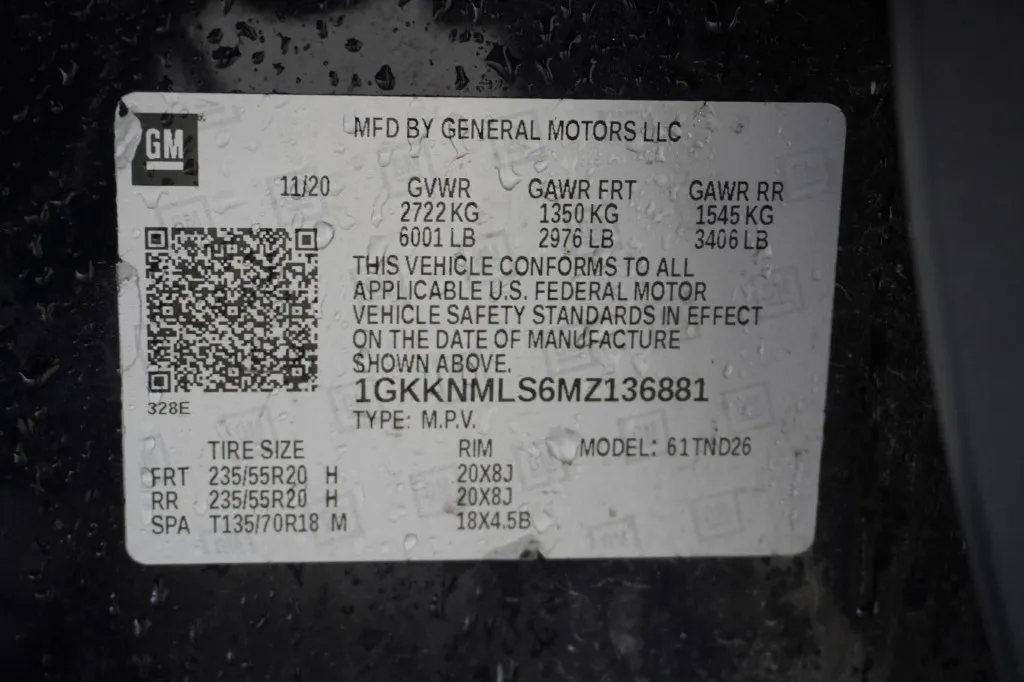 GM
MFD BY GENERAL MOTORS LLC
11/20 GVWR GAWR FRT GAWR RR
2722 KG 1350 KG 1545 KG
6001 LB 2976 LB 3406 LB
THIS VEHICLE CONFORMS TO ALL
APPLICABLE U.S. FEDERAL MOTOR
VEHICLE SAFETY STANDARDS IN EFFECT
ON THE DATE OF MANUFACTURE
SHOWN ABOVE.
1GKKNMLS6MZ136881
328E
TYPE: M.P.V.
TIRE SIZE RIM MODEL: 61TND26
FRT 235/55R20 H 20X8J
RR 235/55R20 H 20X8J
SPA T135/70R18 M 18X4.5B